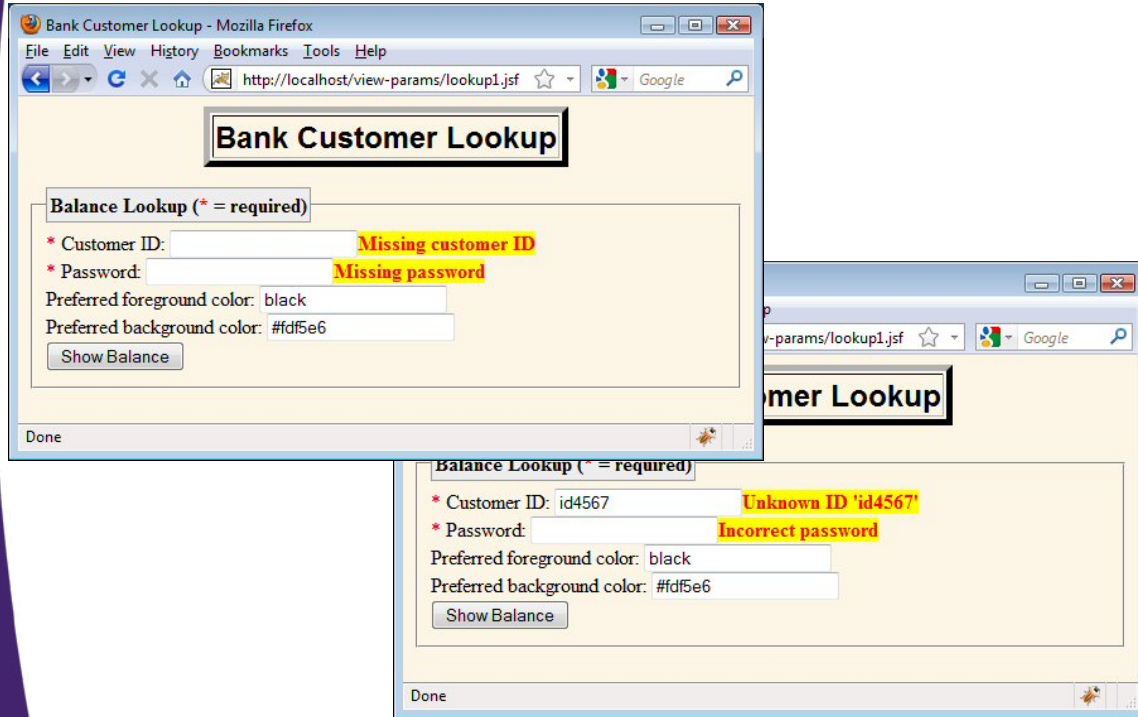 Bank Customer Lookup - Mozilla Firefox
File Edit View History Bookmarks Tools Help
http://localhost/view-params/lookup1.jsf Google
Bank Customer Lookup
Balance Lookup (* = required)
* Customer ID: Missing customer ID
* Password: Missing password
Preferred foreground color: black
Preferred background color: #fdf5e6
Show Balance
Done
w-params/lookup1.jsf Google
mer Lookup
Balance Lookup (* = required)
* Customer ID: id4567 Unknown ID 'id4567'
* Password: Incorrect password
Preferred foreground color: black
Preferred background color: #fdf5e6
Show Balance
Done